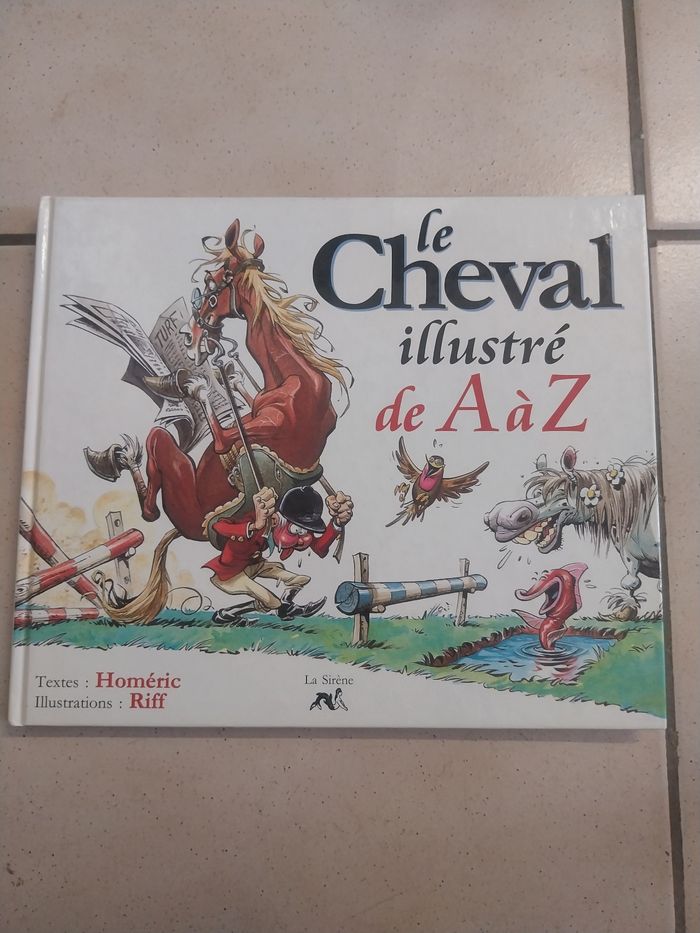 le
Cheval
illustré
de A à Z
TURF
Textes : Homéric
Illustrations : Riff
La Sirène